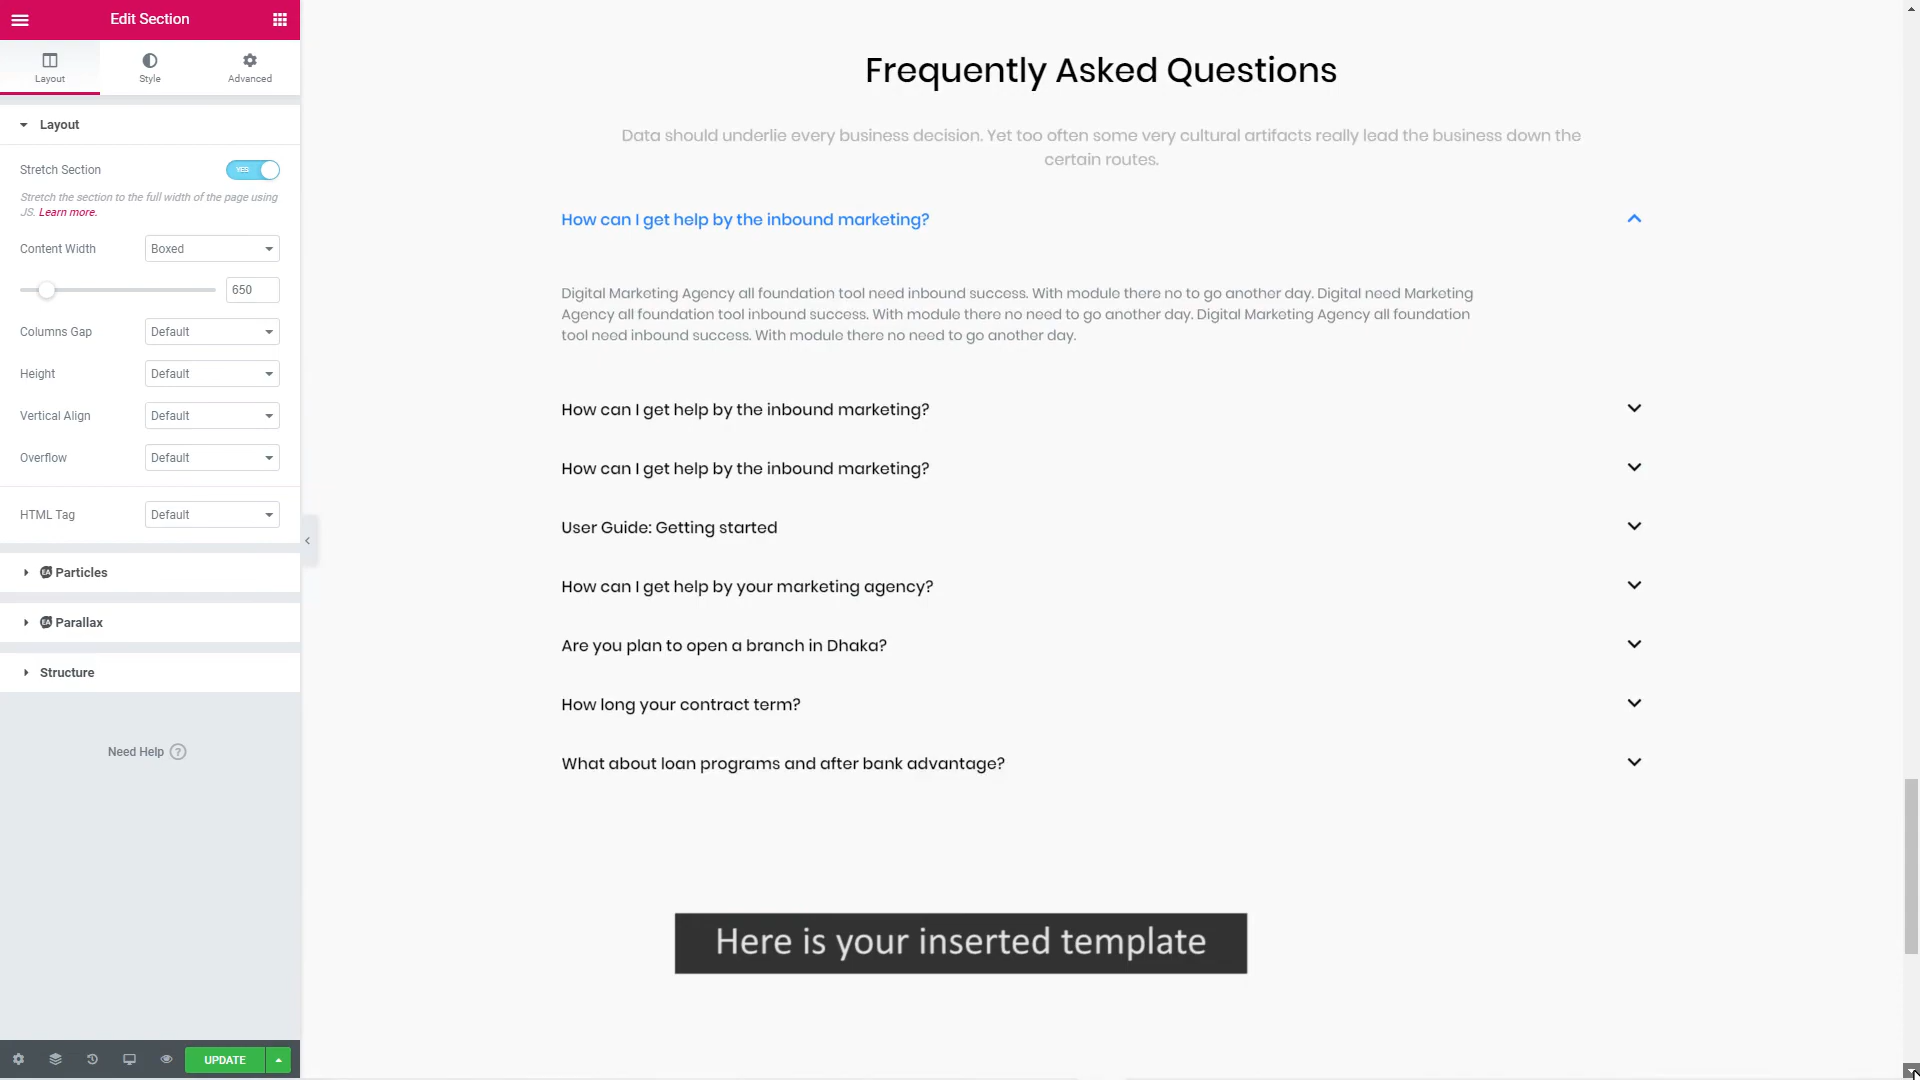 Edit Section
Layout
Style
Advanced
Layout
Stretch Section
YES
Stretch the section to the full width of the page using
JS. Learn more.
Content Width
Boxed
650
Columns Gap
Default
Height
Default
Vertical Align
Default
Overflow
Default
HTML Tag
Default
EA Particles
EA Parallax
Structure
Need Help ?
UPDATE
Frequently Asked Questions
Data should underlie every business decision. Yet too often some very cultural artifacts really lead the business down the
certain routes.
How can I get help by the inbound marketing?
Digital Marketing Agency all foundation tool need inbound success. With module there no to go another day. Digital need Marketing
Agency all foundation tool inbound success. With module there no need to go another day. Digital Marketing Agency all foundation
tool need inbound success. With module there no need to go another day.
How can I get help by the inbound marketing?
How can I get help by the inbound marketing?
User Guide: Getting started
How can I get help by your marketing agency?
Are you plan to open a branch in Dhaka?
How long your contract term?
What about loan programs and after bank advantage?
Here is your inserted template